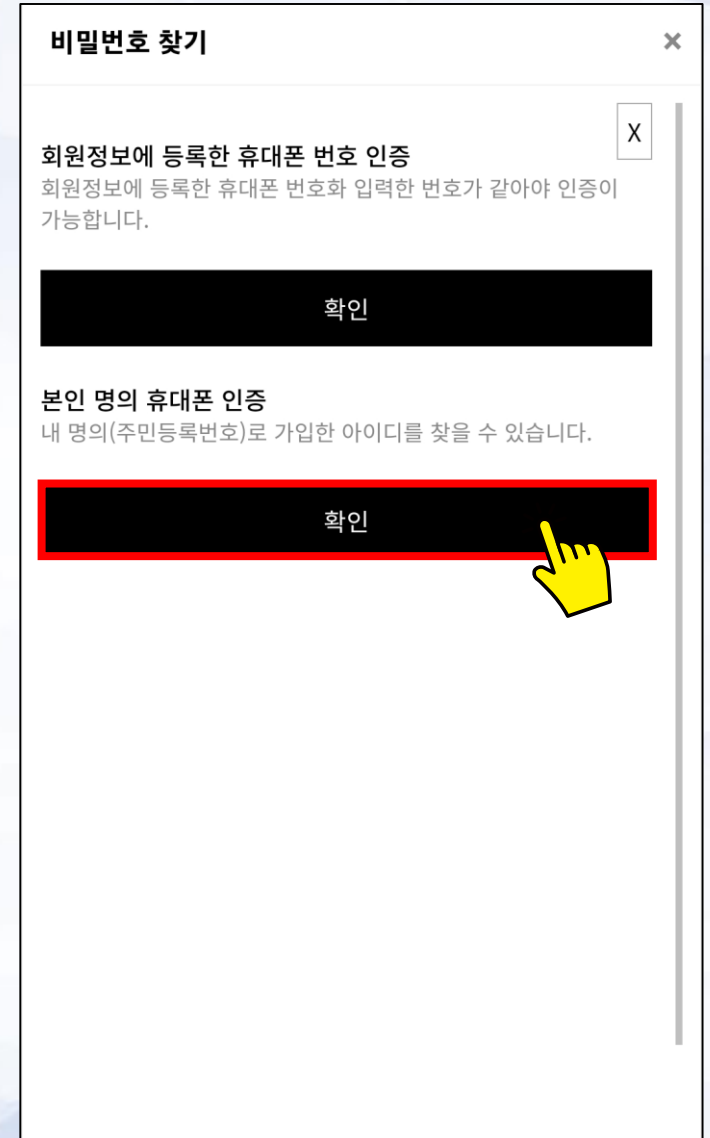 비밀번호 찾기
×
X
회원정보에 등록한 휴대폰 번호 인증
회원정보에 등록한 휴대폰 번호화 입력한 번호가 같아야 인증이
가능합니다.
확인
본인 명의 휴대폰 인증
내 명의(주민등록번호)로 가입한 아이디를 찾을 수 있습니다.
확인